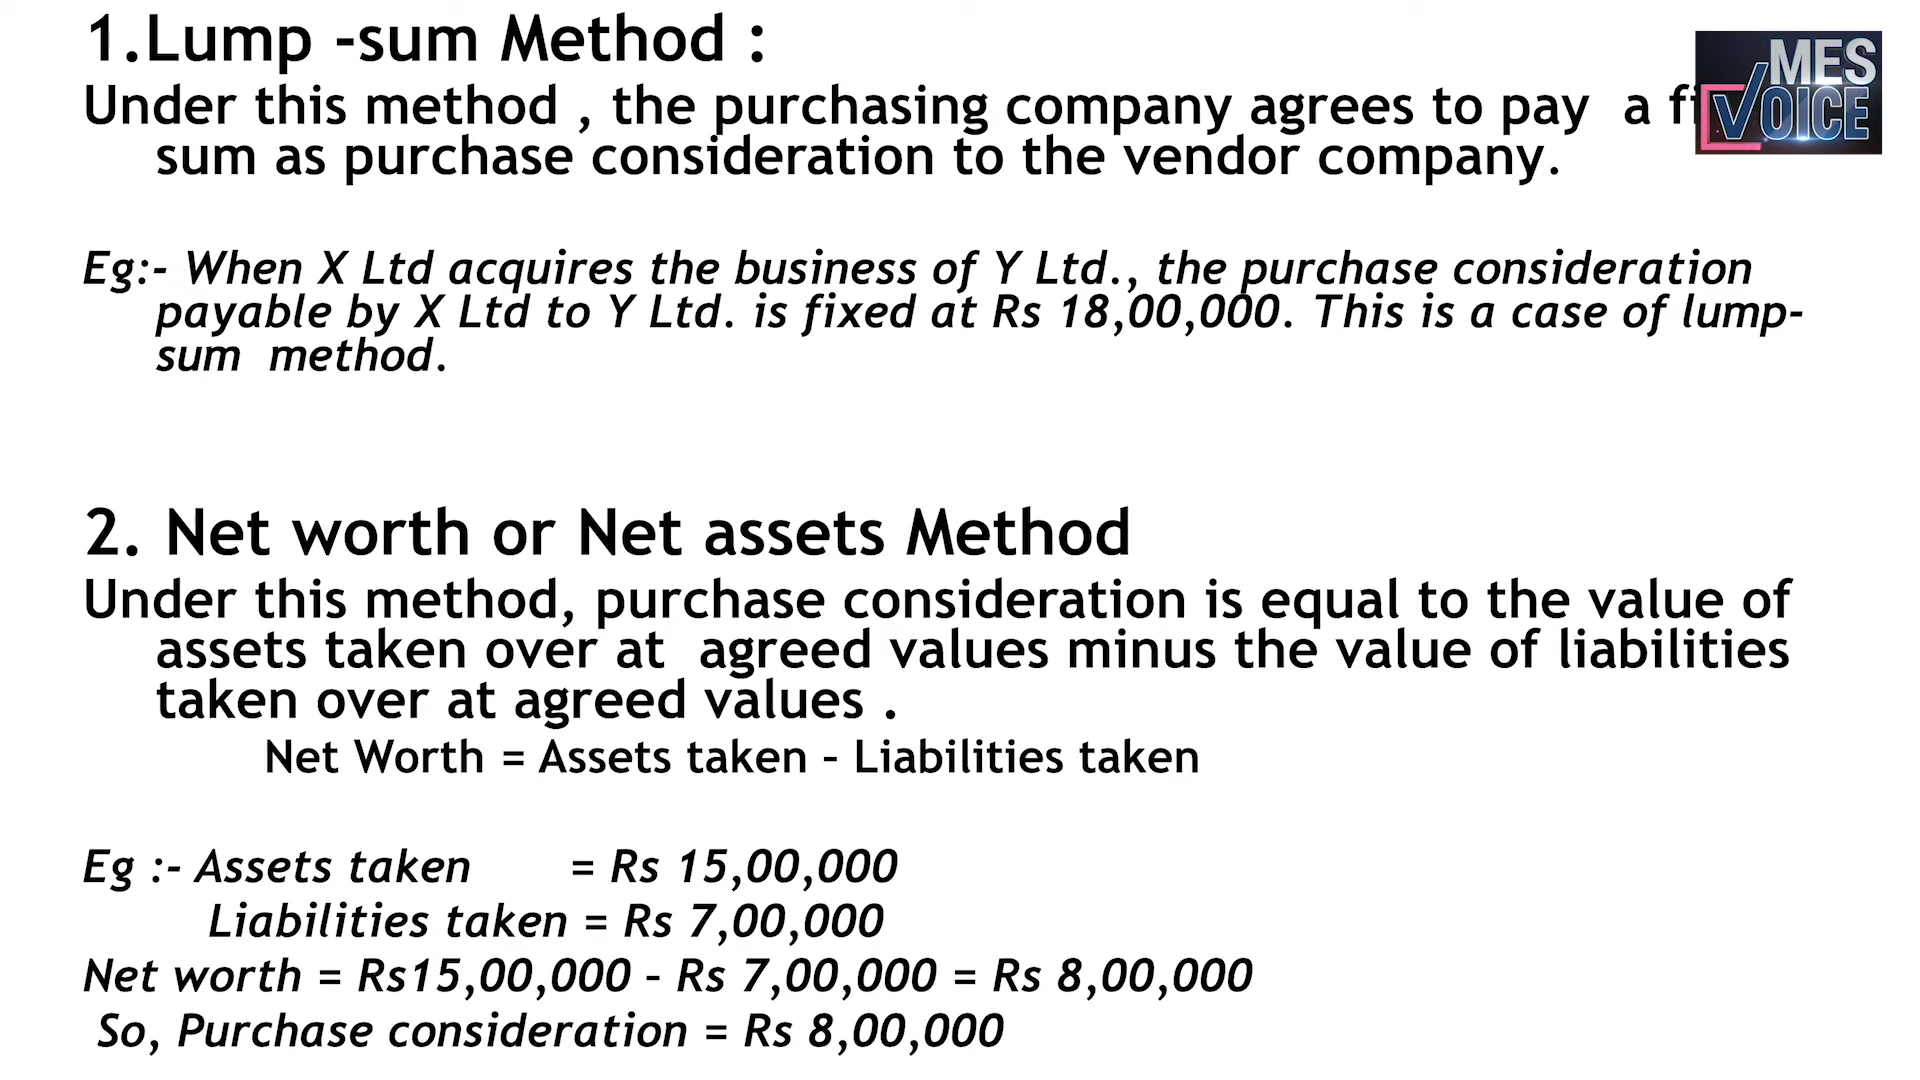 1.Lump -sum Method :
Under this method , the purchasing company agrees to pay a
sum as purchase consideration to the vendor company.
MES
VOICE
Eg:- When X Ltd acquires the business of Y Ltd., the purchase consideration
payable by X Ltd to Y Ltd. is fixed at Rs 18,00,000. This is a case of lump-
sum method.
2. Net worth or Net assets Method
Under this method, purchase consideration is equal to the value of
assets taken over at agreed values minus the value of liabilities
taken over at agreed values .
Net Worth = Assets taken – Liabilities taken
Eg :- Assets taken = Rs 15,00,000
Liabilities taken = Rs 7,00,000
Net worth = Rs15,00,000 – Rs 7,00,000 = Rs 8,00,000
So, Purchase consideration = Rs 8,00,000